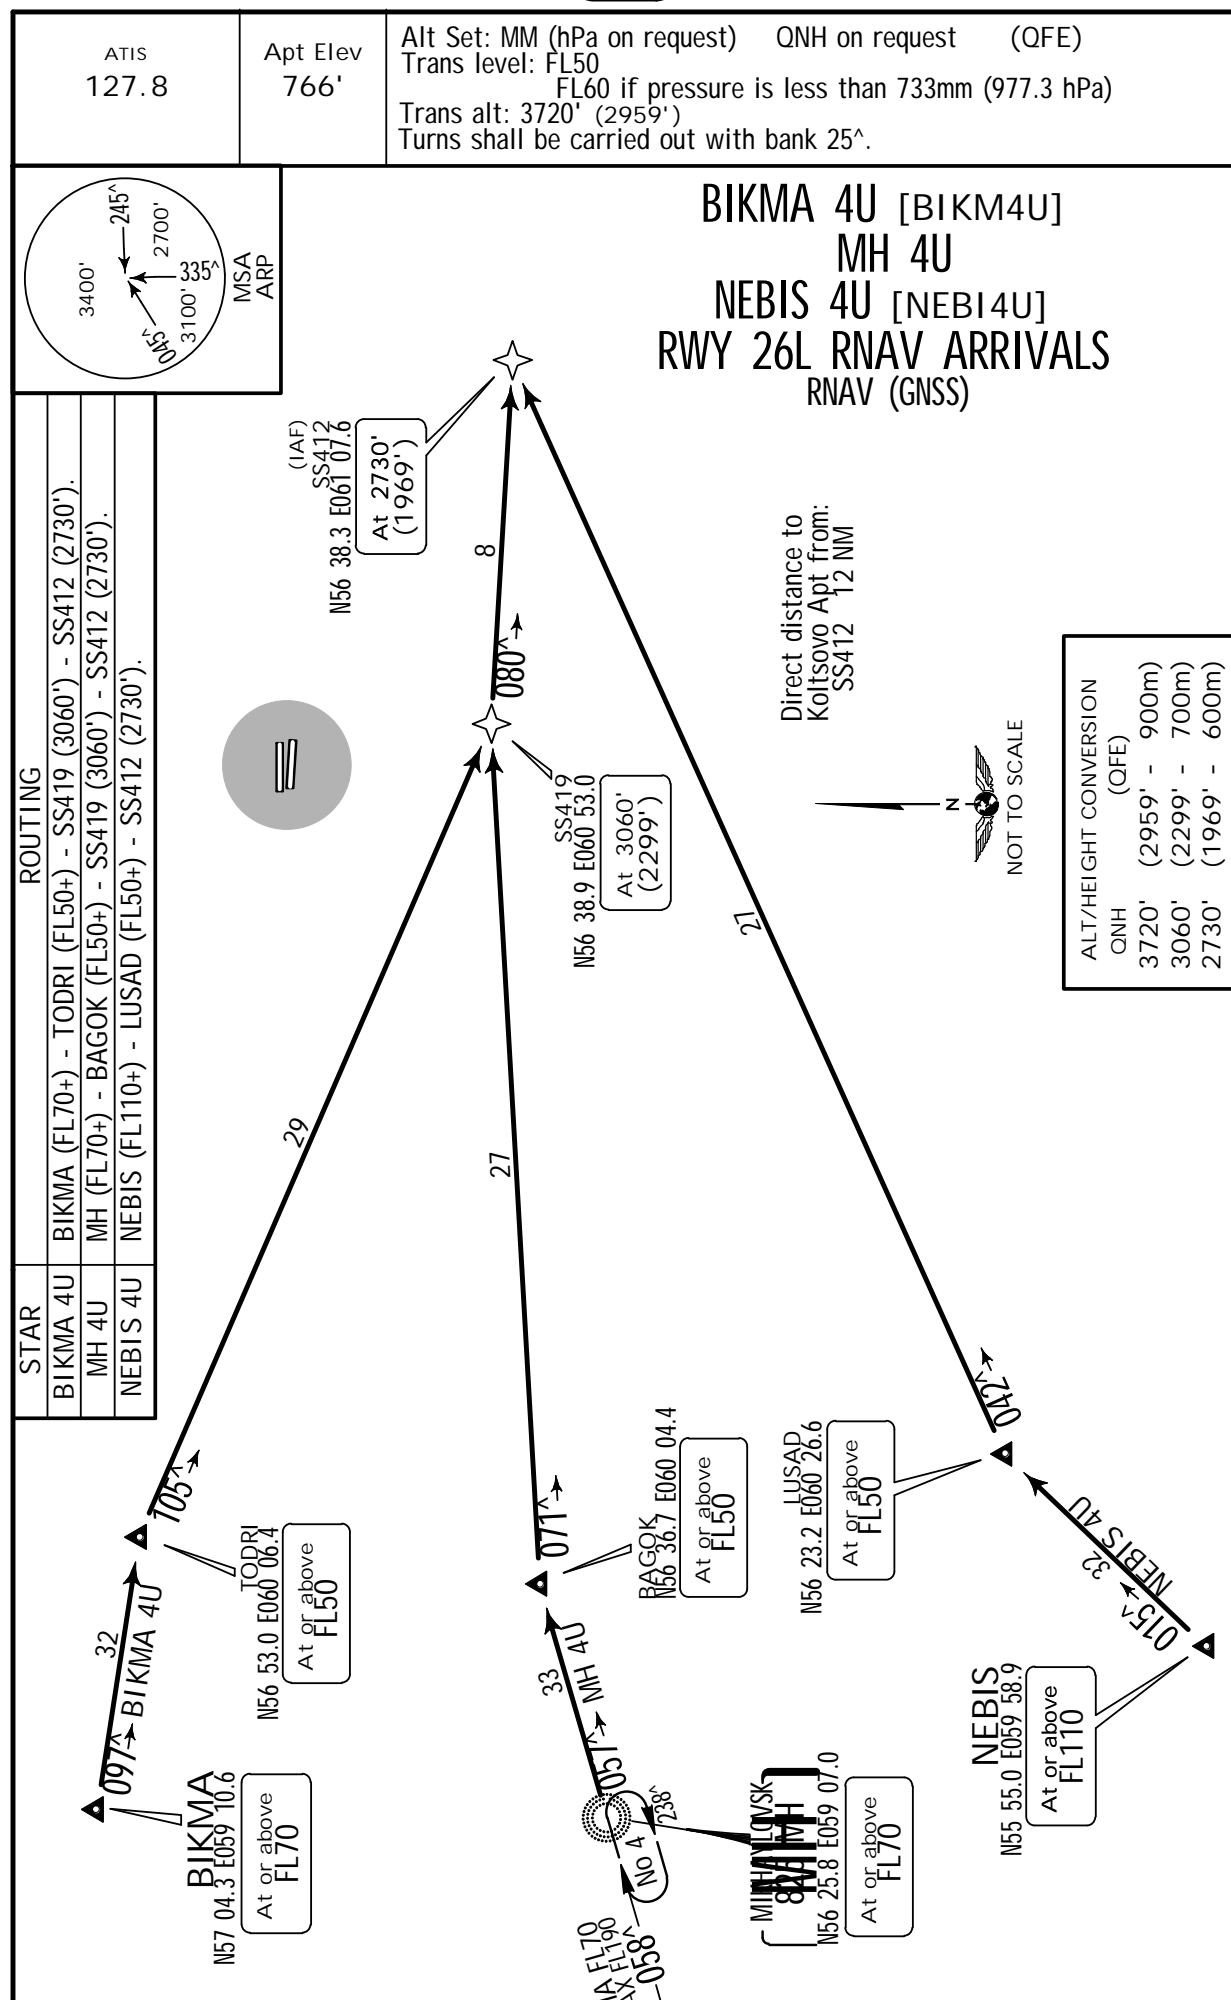 ATIS
127.8
Apt Elev
766'
Alt Set: MM (hPa on request) QNH on request (QFE)
Trans level: FL50
FL60 if pressure is less than 733mm (977.3 hPa)
Trans alt: 3720' (2959')
Turns shall be carried out with bank 25^.
BIKMA 4U [BIKM4U]
MH 4U
NEBIS 4U [NEBI4U]
RWY 26L RNAV ARRIVALS
RNAV (GNSS)
245^
2700'
335^
3400'
3100'
045^
MSA
ARP
STAR ROUTING
BIKMA 4U BIKMA (FL70+) - TODRI (FL50+) - SS419 (3060') - SS412 (2730').
MH 4U MH (FL70+) - BAGOK (FL50+) - SS419 (3060') - SS412 (2730').
NEBIS 4U NEBIS (FL110+) - LUSAD (FL50+) - SS412 (2730').
(IAF)
SS412
N56 38.3 E061 07.6
At 2730'
(1969')
8
080^
SS419
N56 38.9 E060 53.0
At 3060'
(2299')
Direct distance to
Koltsovo Apt from:
SS412 12 NM
N
NOT TO SCALE
ALT/HEIGHT CONVERSION
QNH (QFE)
3720' (2959' - 900m)
3060' (2299' - 700m)
2730' (1969' - 600m)
29
27
27
105^
TODRI
N56 53.0 E060 06.4
At or above
FL50
32
097^ BIKMA 4U
BIKMA
N57 04.3 E059 10.6
At or above
FL70
071^
BAGOK
N56 36.7 E060 04.4
At or above
FL50
33
057^ MH 4U
No 4
238^
058^
FL70
FL190
MH
N56 25.8 E059 07.0
At or above
FL70
042^
LUSAD
N56 23.2 E060 26.6
At or above
FL50
32
015^ NEBIS 4U
NEBIS
N55 55.0 E059 58.9
At or above
FL110